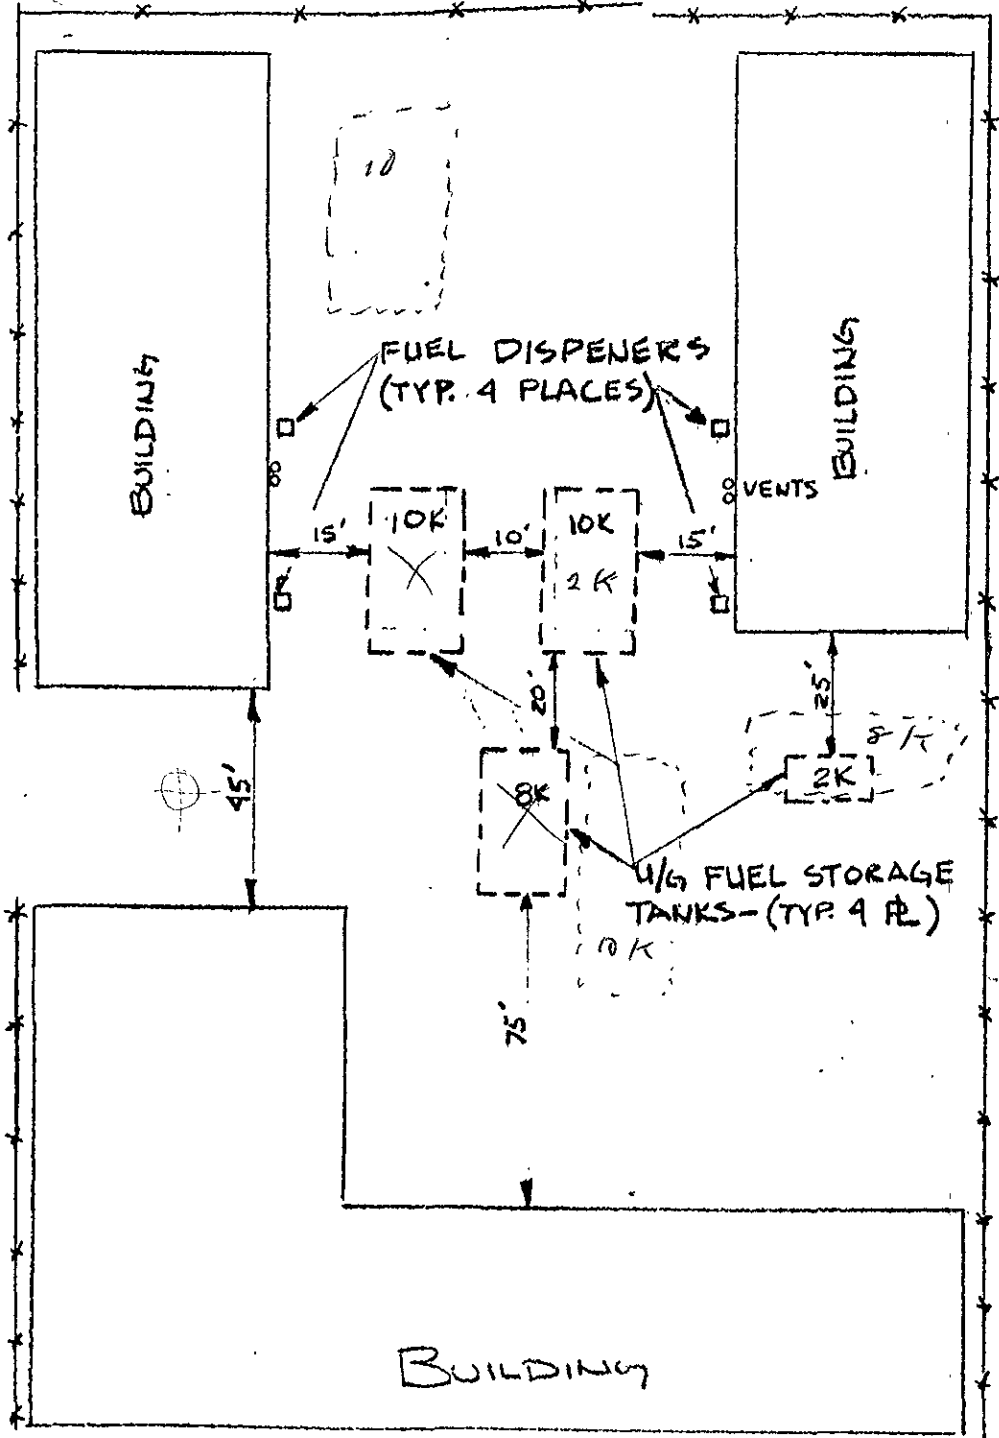 10
FUEL DISPENERS
(TYP. 4 PLACES)
BUILDING
BUILDING
VENTS
10K
10K
2K
15'
10'
15'
20'
25'
8K
2K
45'
8K
U/G FUEL STORAGE
TANKS-(TYP. 4 PL)
10K
75'
BUILDING